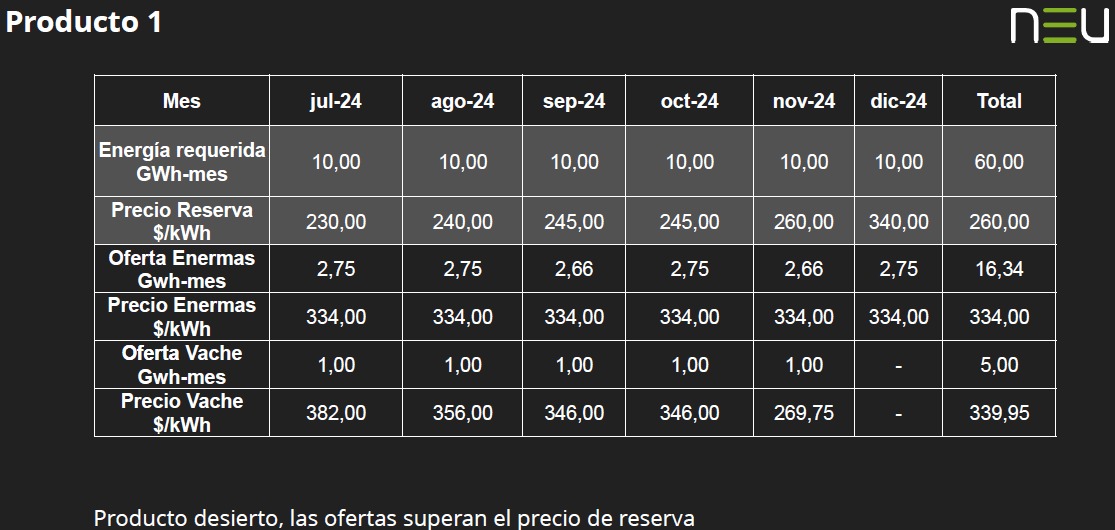 Producto 1
nEU
Mes jul-24 ago-24 sep-24 oct-24 nov-24 dic-24 Total
Energía requerida
GWh-mes 10,00 10,00 10,00 10,00 10,00 10,00 60,00
Precio Reserva
$/kWh 230,00 240,00 245,00 245,00 260,00 340,00 260,00
Oferta Enermas
Gwh-mes 2,75 2,75 2,66 2,75 2,66 2,75 16,34
Precio Enermas
$/kWh 334,00 334,00 334,00 334,00 334,00 334,00 334,00
Oferta Vache
Gwh-mes 1,00 1,00 1,00 1,00 1,00 - 5,00
Precio Vache
$/kWh 382,00 356,00 346,00 346,00 269,75 - 339,95
Producto desierto, las ofertas superan el precio de reserva